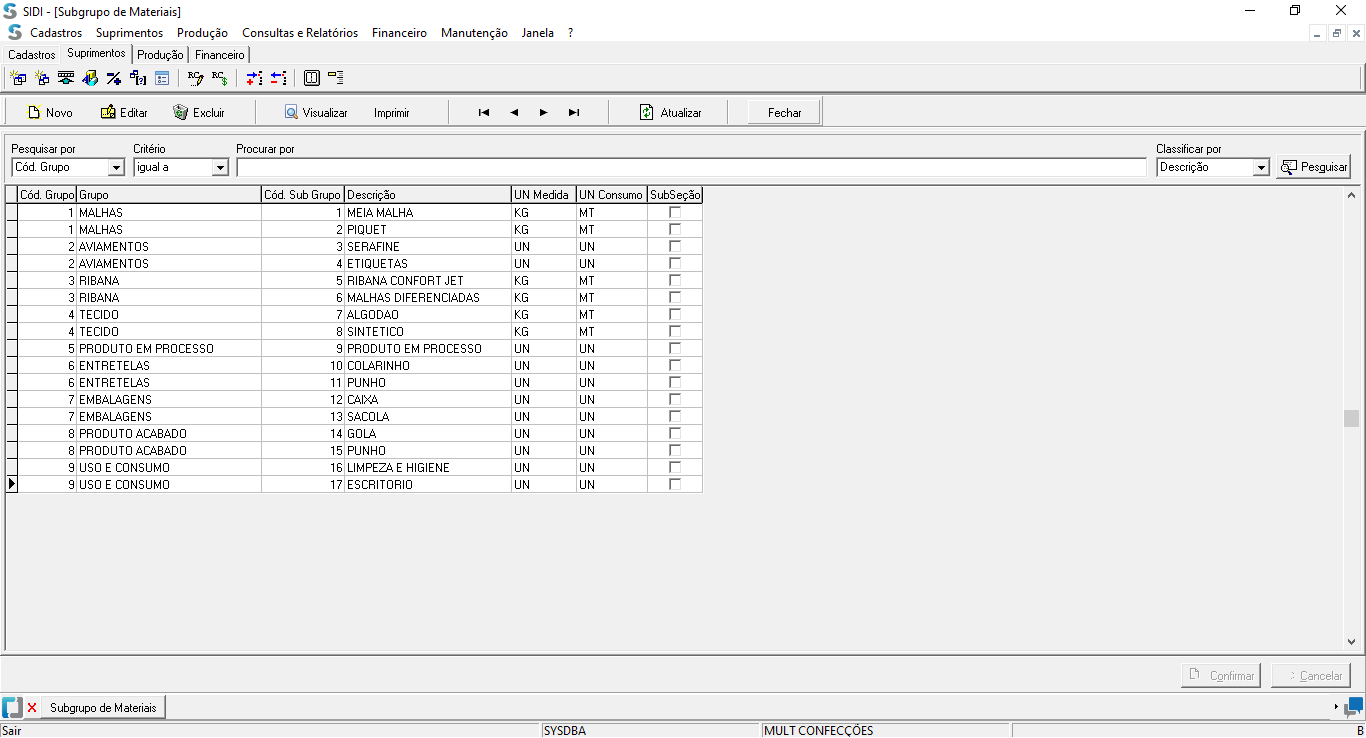 SIDI - [Subgrupo de Materiais]
Cadastros Suprimentos Produção Consultas e Relatórios Financeiro Manutenção Janela ?
Cadastros Suprimentos Produção Financeiro
Novo Editar Excluir Visualizar Imprimir Atualizar Fechar
Pesquisar por Critério Procurar por Classificar por
Cód. Grupo igual a Descrição Pesquisar
Cód. Grupo Grupo Cód. Sub Grupo Descrição UN Medida UN Consumo SubSeção
1 MALHAS 1 MEIA MALHA KG MT
1 MALHAS 2 PIQUET KG MT
2 AVIAMENTOS 3 SERAFINE UN UN
2 AVIAMENTOS 4 ETIQUETAS UN UN
3 RIBANA 5 RIBANA CONFORT JET KG MT
3 RIBANA 6 MALHAS DIFERENCIADAS KG MT
4 TECIDO 7 ALGODAO KG MT
4 TECIDO 8 SINTETICO KG MT
5 PRODUTO EM PROCESSO 9 PRODUTO EM PROCESSO UN UN
6 ENTRETELAS 10 COLARINHO UN UN
6 ENTRETELAS 11 PUNHO UN UN
7 EMBALAGENS 12 CAIXA UN UN
7 EMBALAGENS 13 SACOLA UN UN
8 PRODUTO ACABADO 14 GOLA UN UN
8 PRODUTO ACABADO 15 PUNHO UN UN
9 USO E CONSUMO 16 LIMPEZA E HIGIENE UN UN
9 USO E CONSUMO 17 ESCRITORIO UN UN
Confirmar Cancelar
Subgrupo de Materiais
Sair SYSDBA MULT CONFECÇÕES B